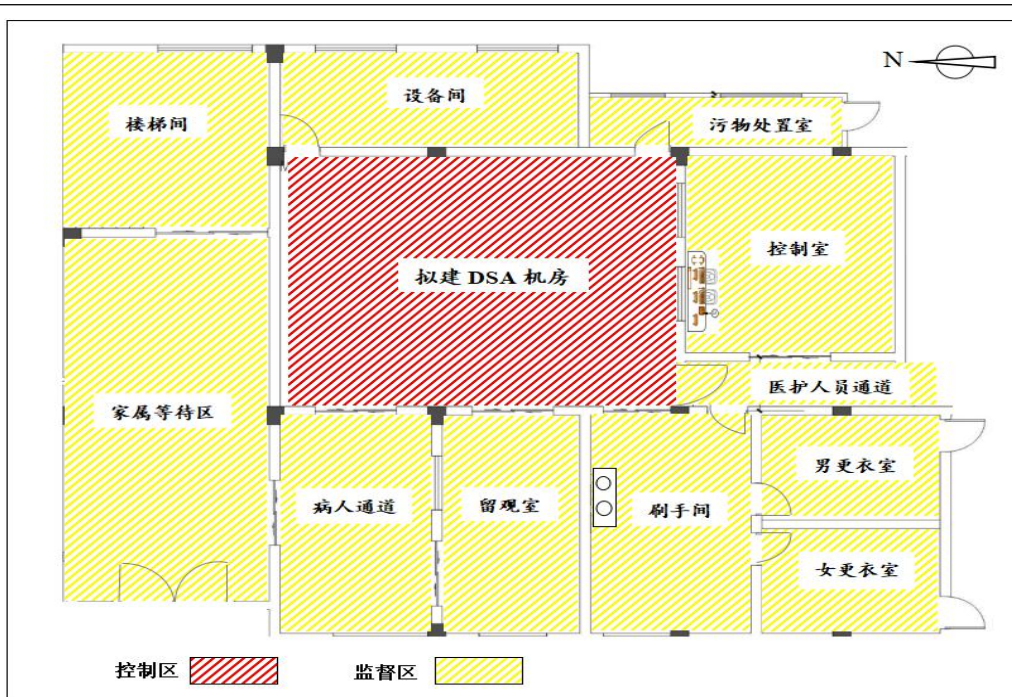 N
设备间
楼梯间
污物处置室
控制室
拟建 DSA 机房
医护人员通道
家属等待区
男更衣室
病人通道
留观室
刷手间
女更衣室
控制区
监督区